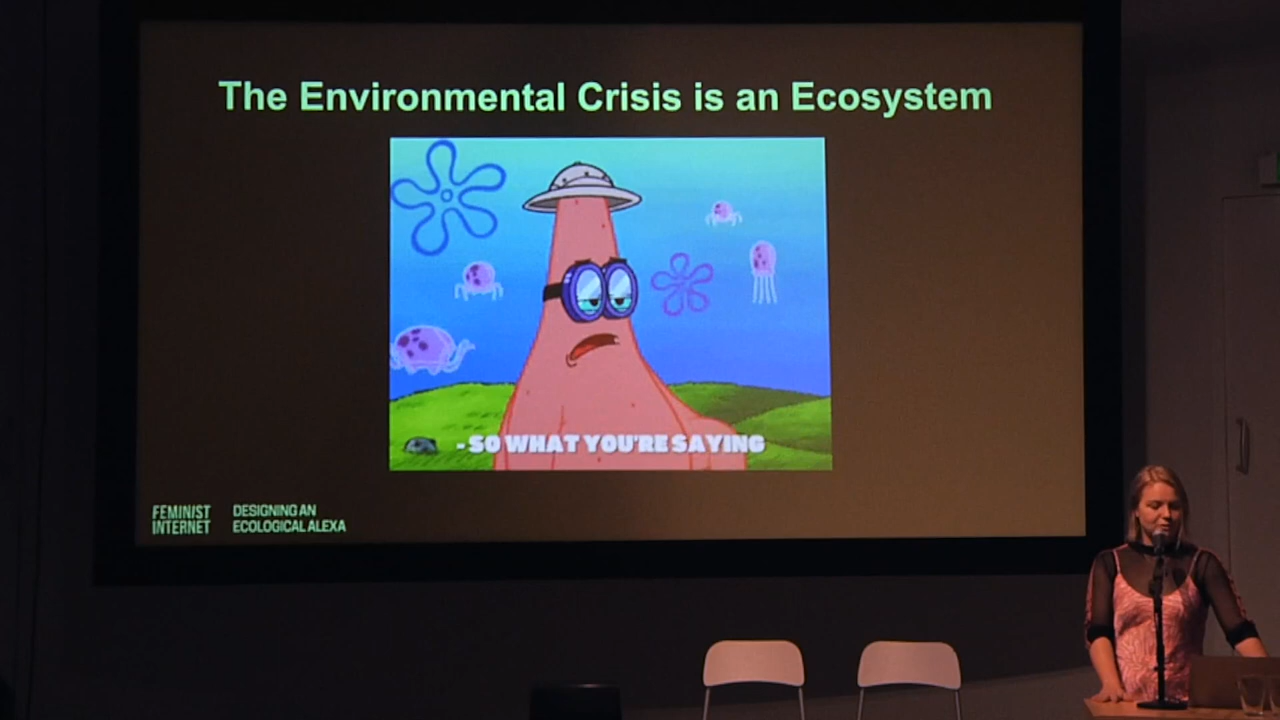 The Environmental Crisis is an Ecosystem
- SO WHAT YOU'RE SAYING
FEMINIST
INTERNET
DESIGNING AN
ECOLOGICAL ALEXA